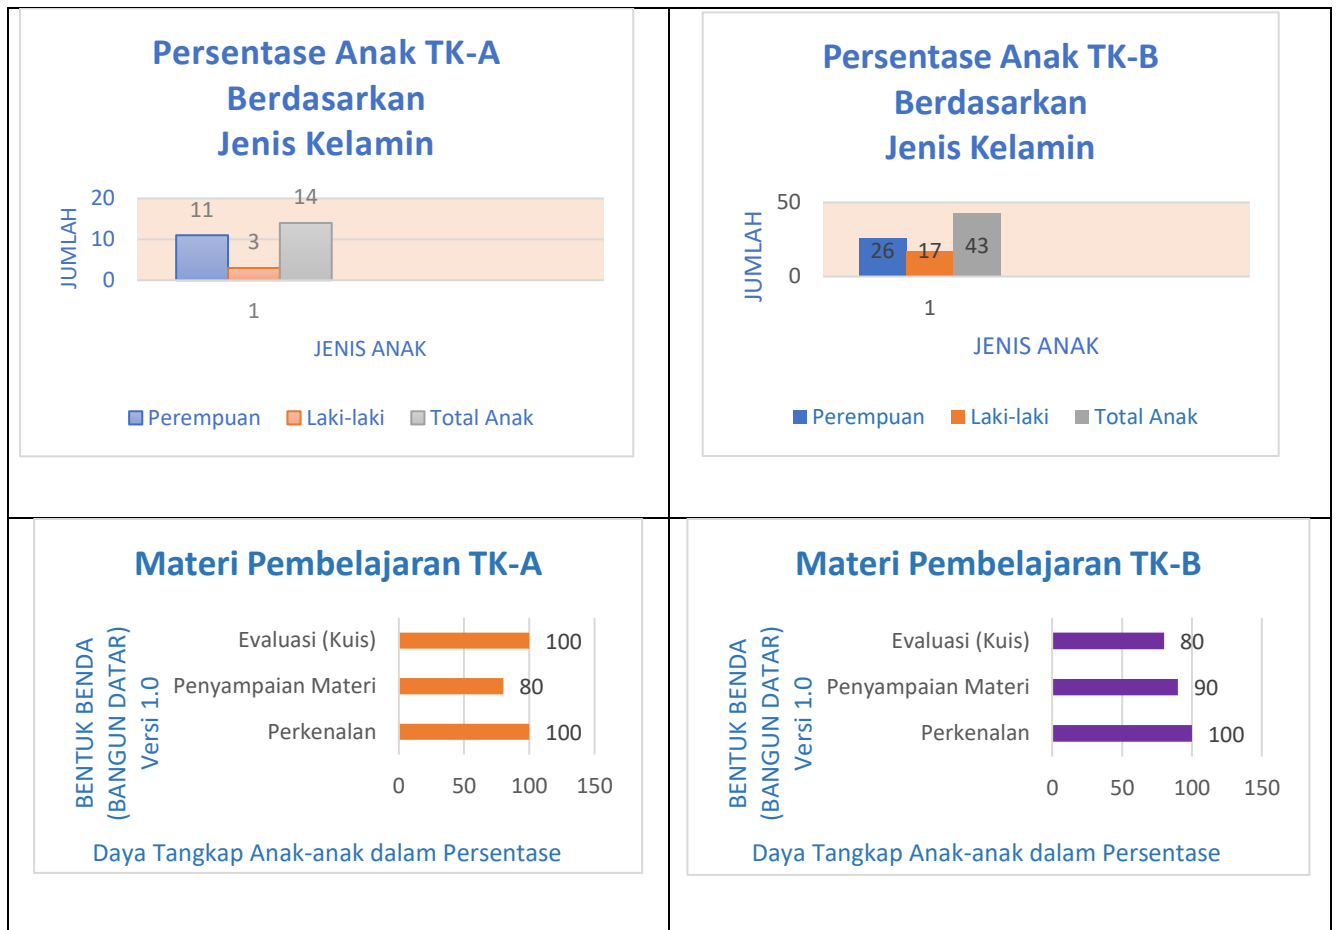 Persentase Anak TK-A
Berdasarkan
Jenis Kelamin
20
10
0
JUMLAH
11
3
14
1
JENIS ANAK
Perempuan
Laki-laki
Total Anak
Persentase Anak TK-B
Berdasarkan
Jenis Kelamin
50
0
JUMLAH
26
17
43
1
JENIS ANAK
Perempuan
Laki-laki
Total Anak
Materi Pembelajaran TK-A
BENTUK BENDA
(BANGUN DATAR)
Versi 1.0
Evaluasi (Kuis)
100
Penyampaian Materi
80
Perkenalan
100
0 50 100 150
Daya Tangkap Anak-anak dalam Persentase
Materi Pembelajaran TK-B
BENTUK BENDA
(BANGUN DATAR)
Versi 1.0
Evaluasi (Kuis)
80
Penyampaian Materi
90
Perkenalan
100
0 50 100 150
Daya Tangkap Anak-anak dalam Persentase